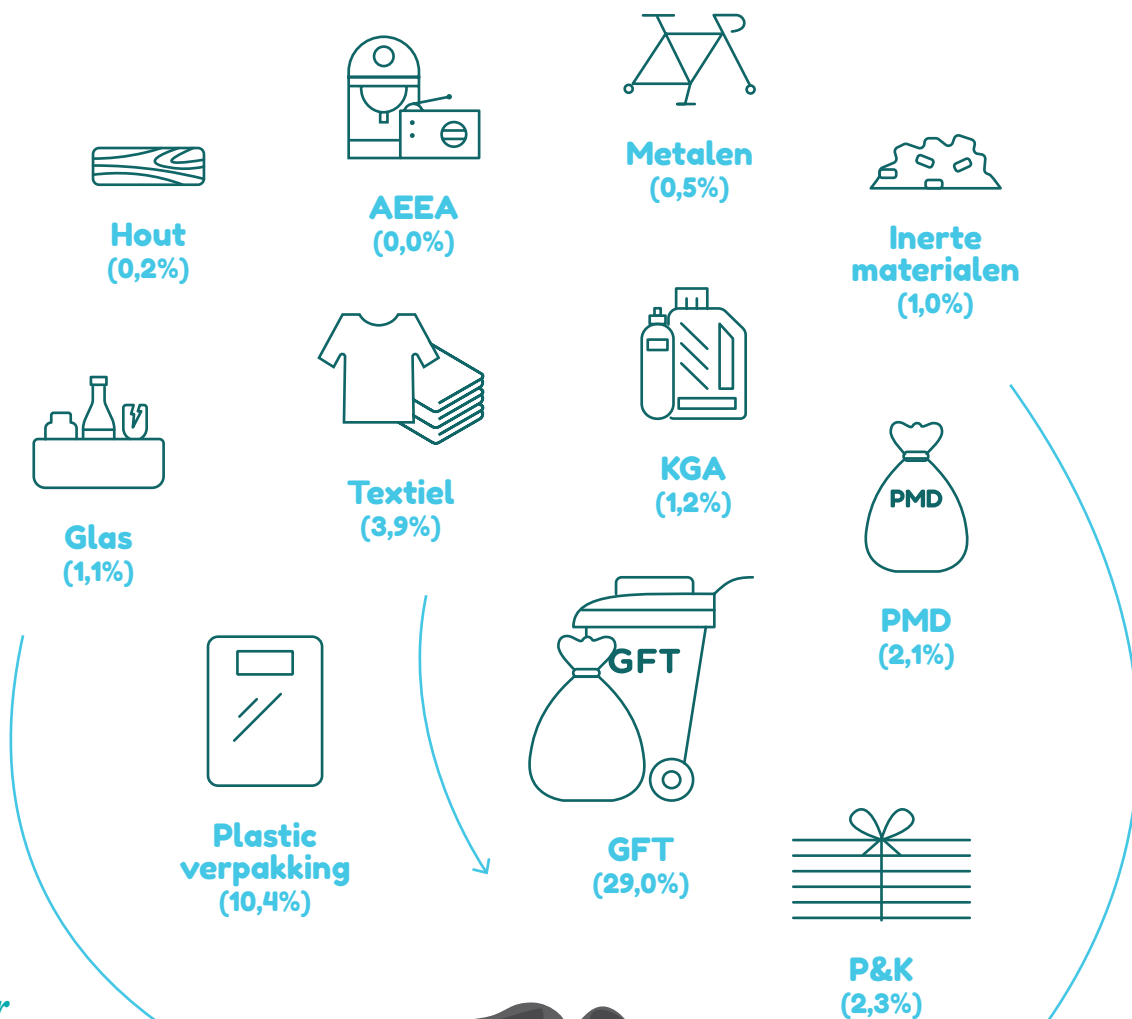 Metalen
(0,5%)
AEEA
(0,0%)
Hout
(0,2%)
Inerte
materialen
(1,0%)
Textiel
(3,9%)
KGA
(1,2%)
PMD
PMD
(2,1%)
Glas
(1,1%)
GFT
GFT
(29,0%)
Plastic
verpakking
(10,4%)
P&K
(2,3%)